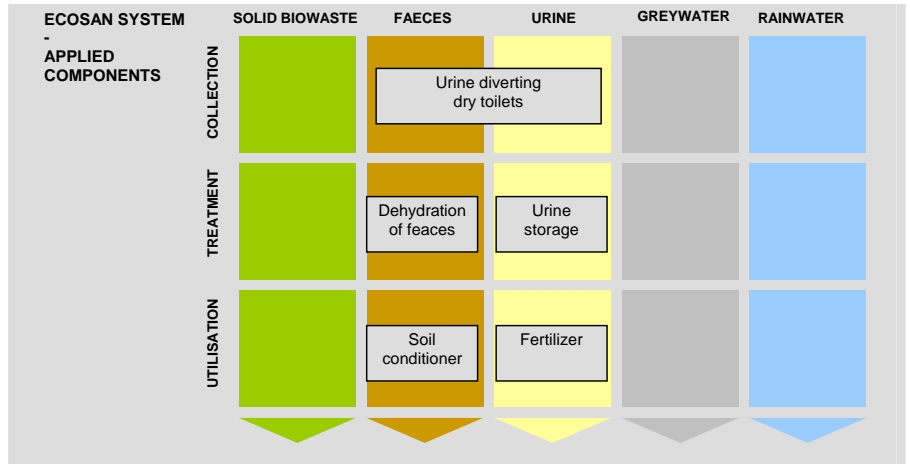 ECOSAN SYSTEM
-
APPLIED
COMPONENTS
SOLID BIOWASTE
FAECES
URINE
GREYWATER
RAINWATER
COLLECTION
Urine diverting
dry toilets
TREATMENT
Dehydration
of feaces
Urine
storage
UTILISATION
Soil
conditioner
Fertilizer